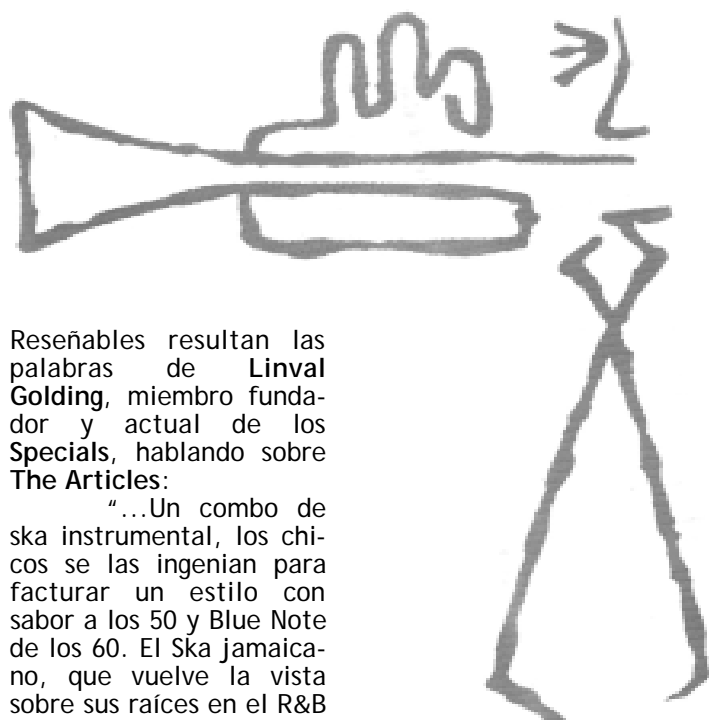 Reseñables resultan las
palabras de Linval
Golding, miembro funda-
dor y actual de los
Specials, hablando sobre
The Articles:
"...Un combo de
ska instrumental, los chi-
cos se las ingenian para
facturar un estilo con
sabor a los 50 y Blue Note
de los 60. El Ska jamaica-
no, que vuelve la vista
sobre sus raíces en el R&B